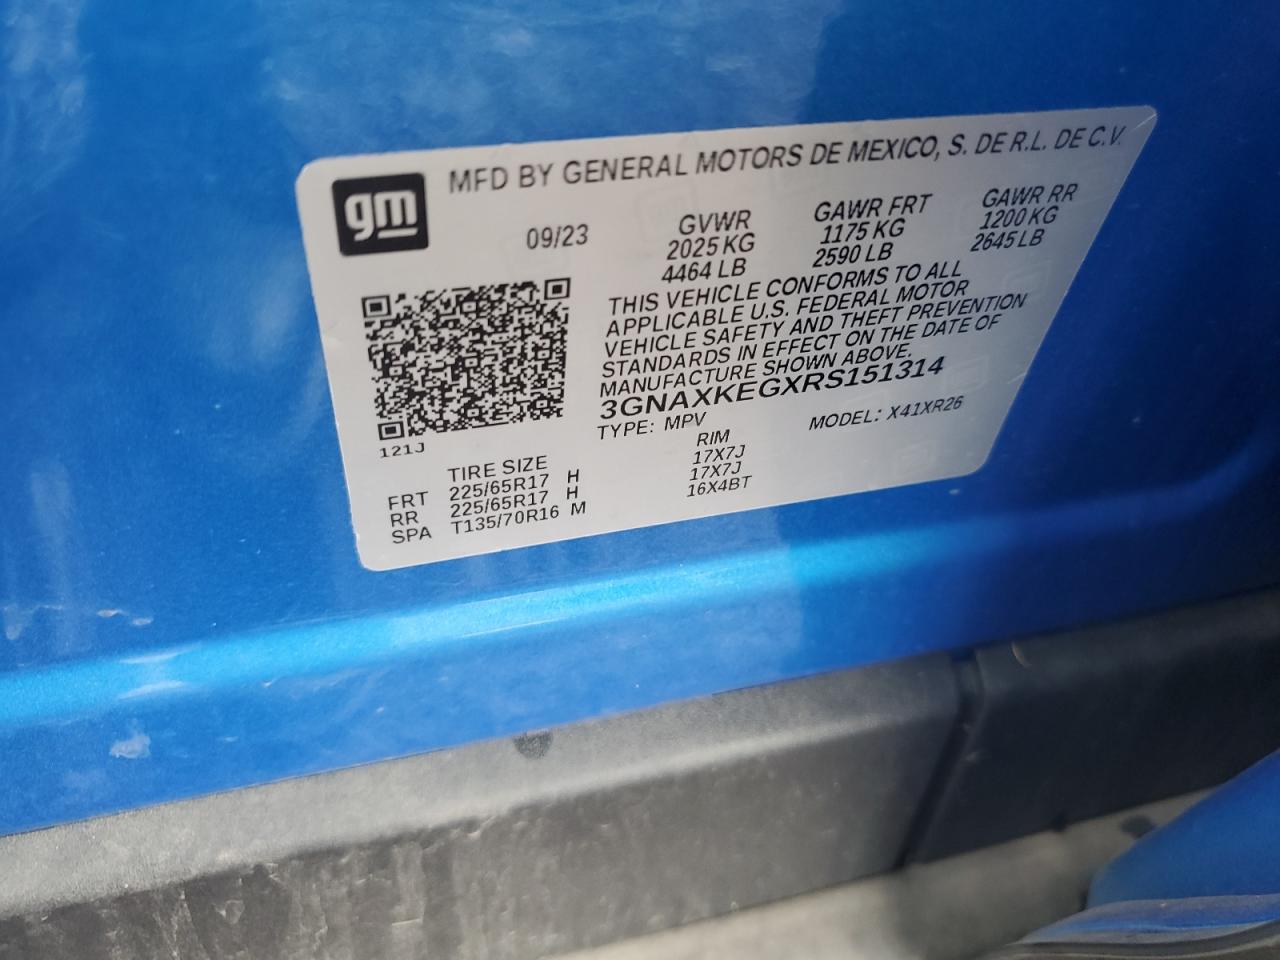 gm
MFD BY GENERAL MOTORS DE MEXICO, S. DE R.L. DE C.V.
09/23 GVWR GAWR FRT GAWR RR
2025 KG 1175 KG 1200 KG
4464 LB 2590 LB 2645 LB
THIS VEHICLE CONFORMS TO ALL
APPLICABLE U.S. FEDERAL MOTOR
VEHICLE SAFETY AND THEFT PREVENTION
STANDARDS IN EFFECT ON THE DATE OF
MANUFACTURE SHOWN ABOVE.
3GNAXKEGXRS151314
TYPE: MPV MODEL: X41XR26
121J
TIRE SIZE RIM
FRT 225/65R17 H 17X7J
RR 225/65R17 H 17X7J
SPA T135/70R16 M 16X4BT